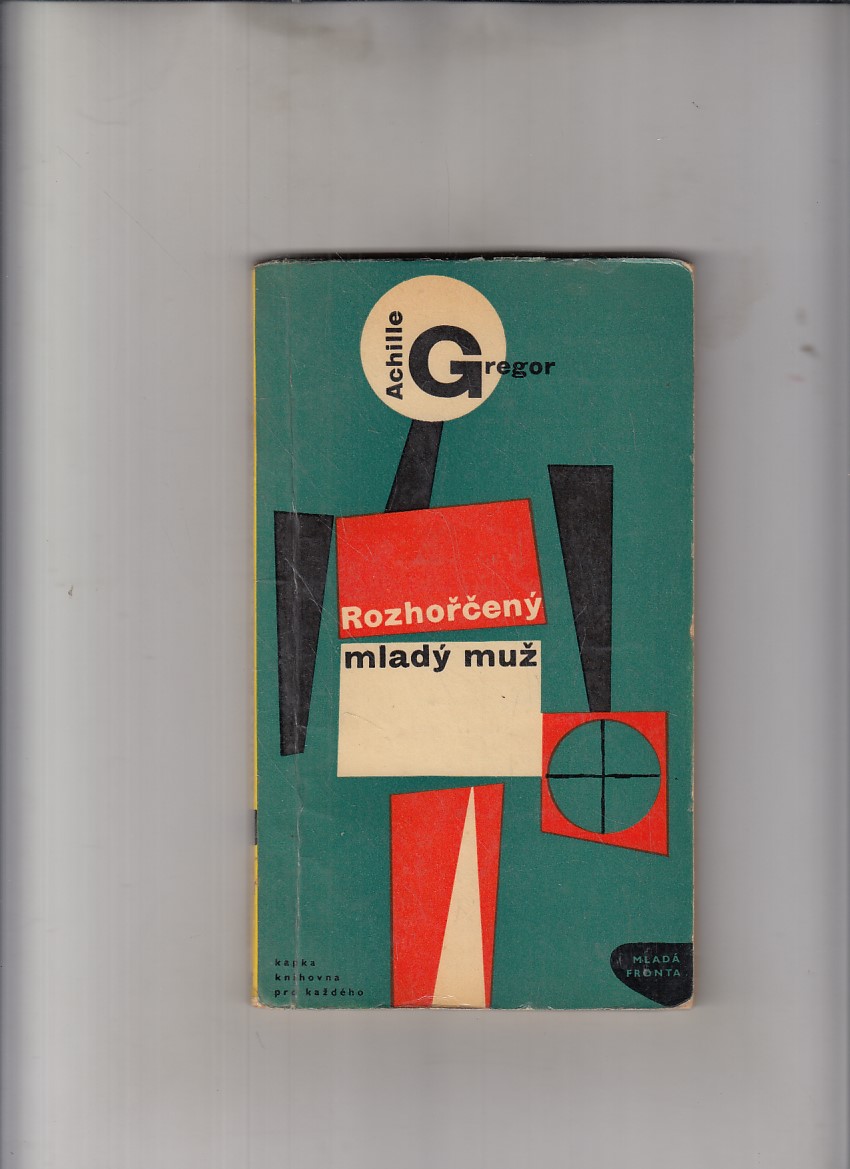 Achille
Gregor
Rozhořčený
mladý muž
kapka
knihovna
pro každého
MLADÁ
FRONTA